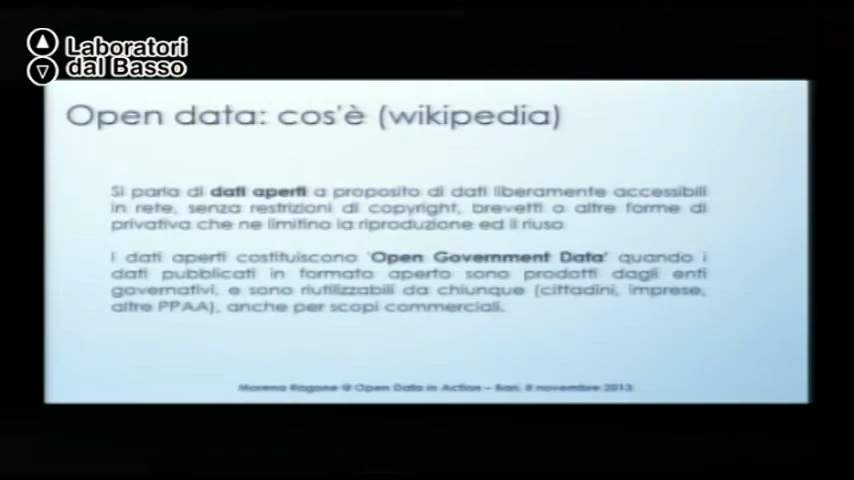 Laboratori
dal Basso
Open data: cos'è (wikipedia)
Si parla di dati aperti a proposito di dati liberamente accessibili
in rete, senza restrizioni di copyright, brevetti o altre forme di
privativa che ne limitino la riproduzione ed il riuso
I dati aperti costituiscono 'Open Government Data' quando i
dati pubblicati in formato aperto sono prodotti dagli enti
governativi, e sono riutilizzabili da chiunque (cittadini, imprese,
altre PPAA), anche per scopi commerciali.
Morena Ragone @ Open Data in Action – Bari, 8 novembre 2013